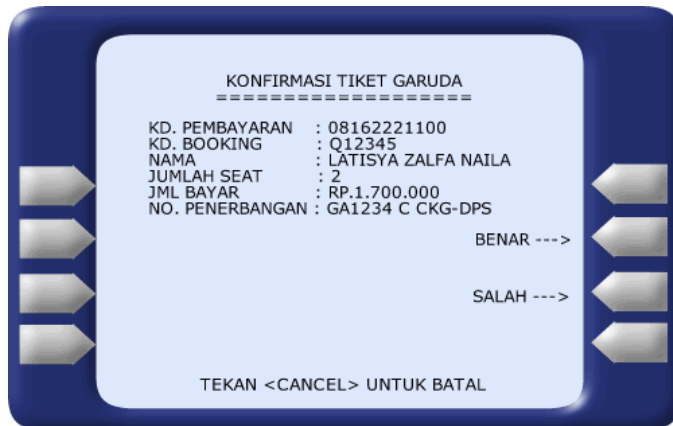 KONFIRMASI TIKET GARUDA
====================
KD. PEMBAYARAN : 08162221100
KD. BOOKING : Q12345
NAMA : LATISYA ZALFA NAILA
JUMLAH SEAT : 2
JML BAYAR : RP.1.700.000
NO. PENERBANGAN : GA1234 C CKG-DPS
BENAR --->
SALAH --->
TEKAN <CANCEL> UNTUK BATAL